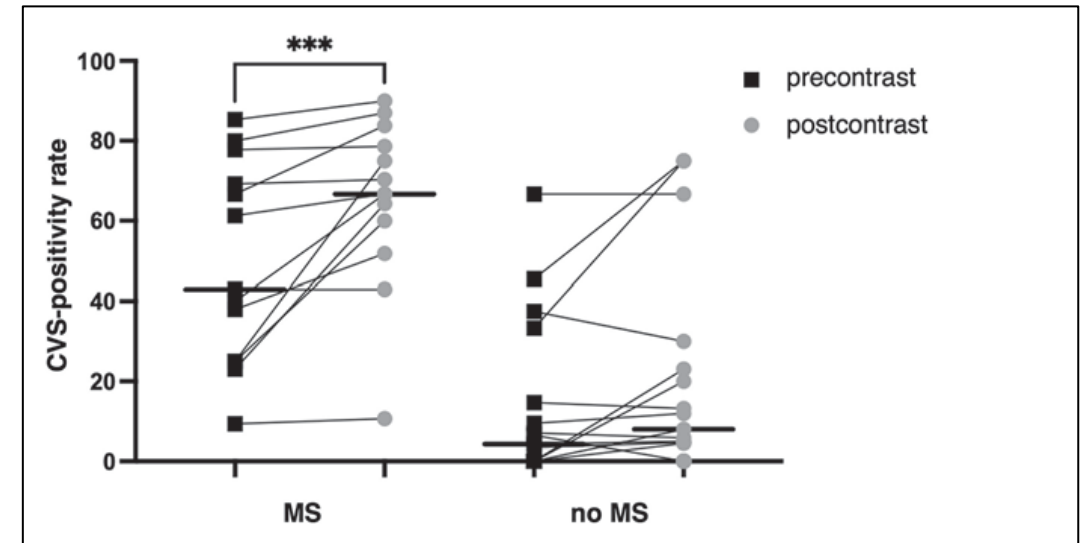 ***
100
80
60
40
20
0
CVS-positivity rate
precontrast
postcontrast
MS
no MS